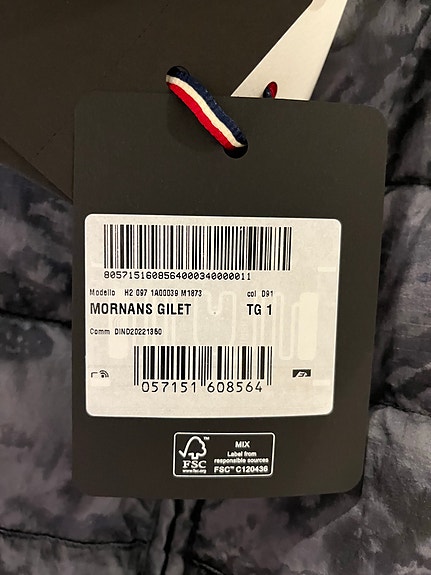 8057151608564000340000011
Modello H2 097 1A00039 M1873 col D91
MORNANS GILET TG 1
Comm DIND20221350
057151 608564
FSC™
www.fsc.org
MIX
Label from
responsible sources
FSC™ C120436